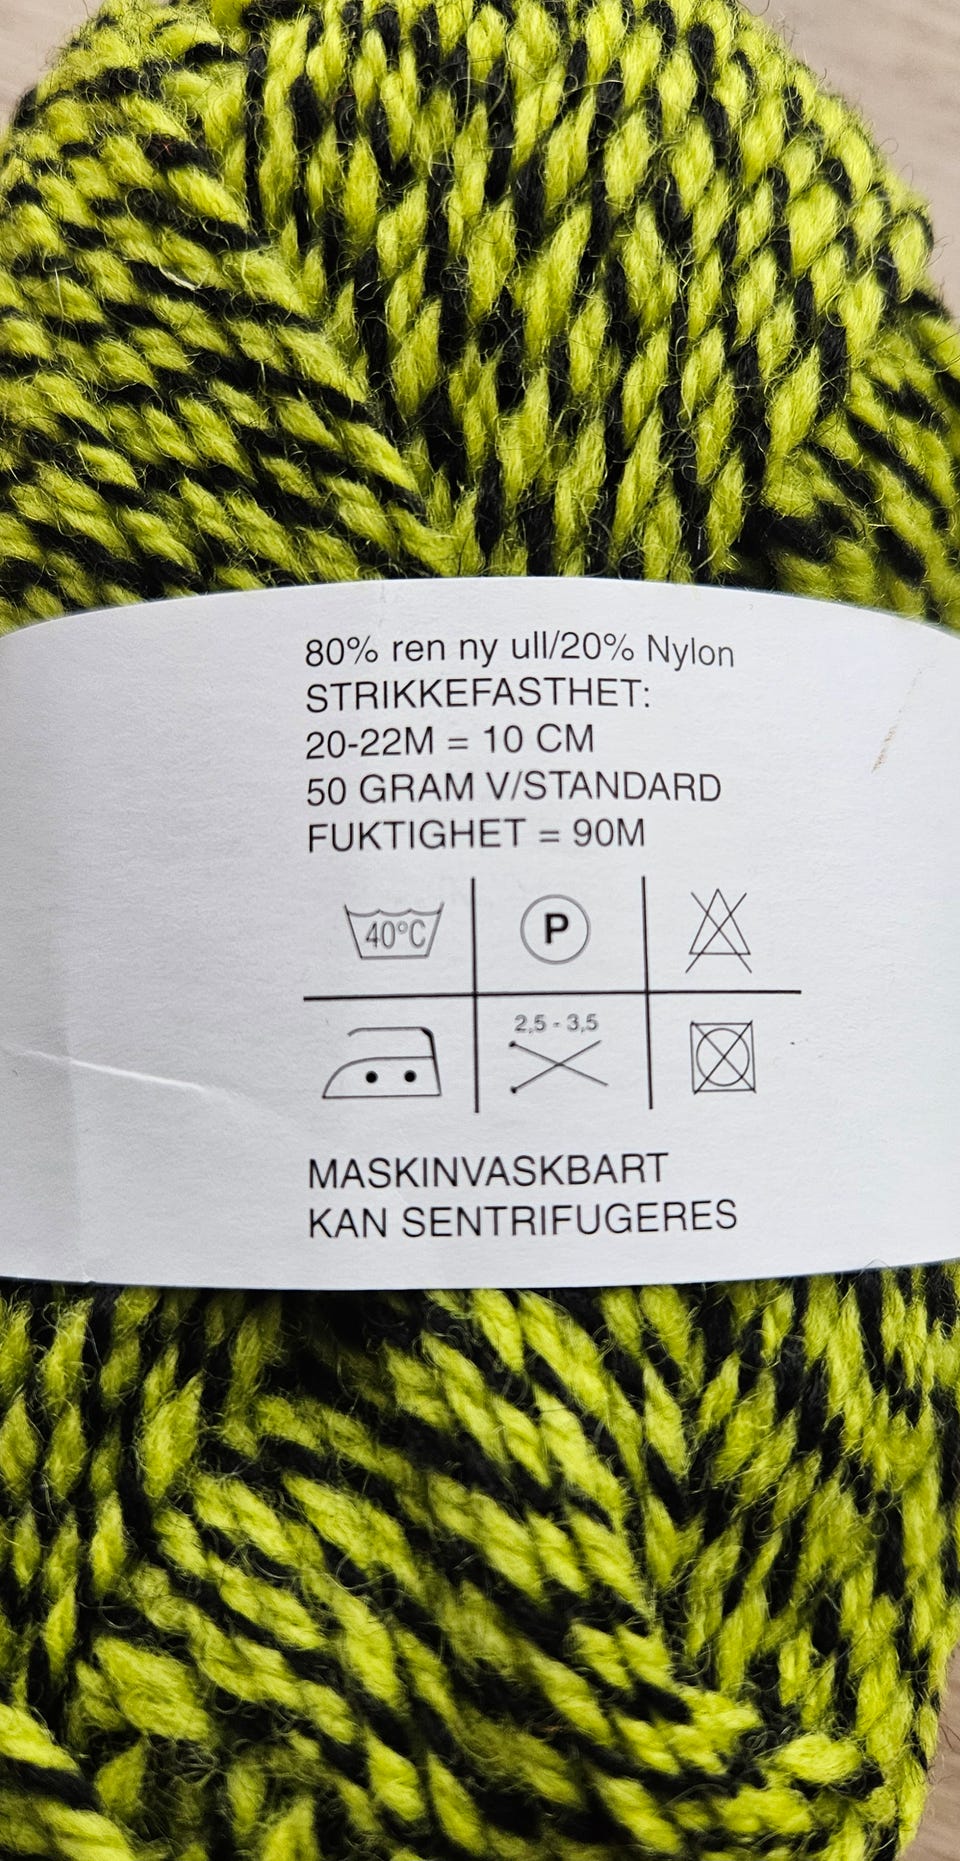 80% ren ny ull/20% Nylon
STRIKKEFASTHET:
20-22M = 10 CM
50 GRAM V/STANDARD
FUKTIGHET = 90M
40°C
P
2,5 - 3,5
MASKINVASKBART
KAN SENTRIFUGERES